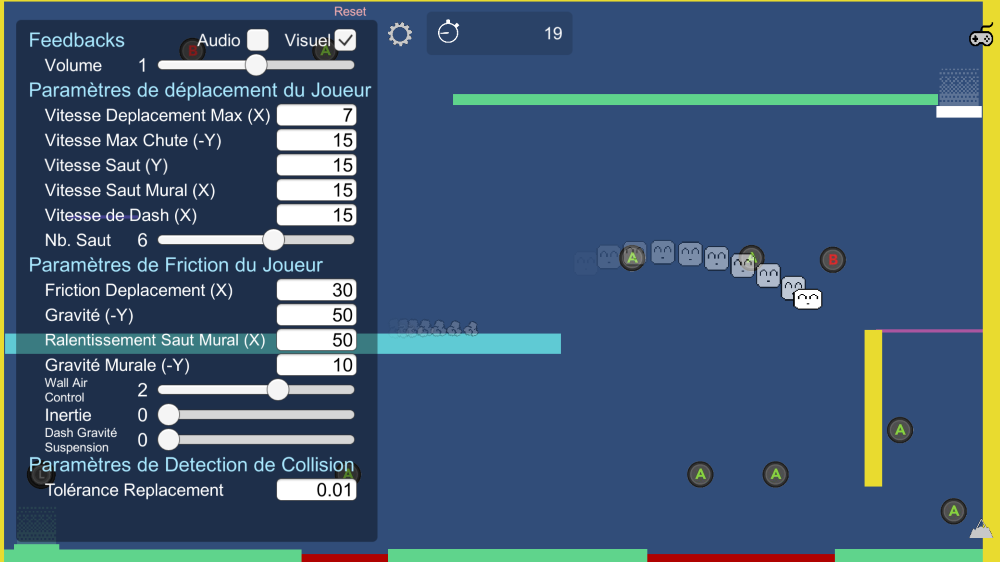 Reset
Feedbacks Audio Visuel
19
Volume 1
Paramètres de déplacement du Joueur
Vitesse Deplacement Max (X) 7
Vitesse Max Chute (-Y) 15
Vitesse Saut (Y) 15
Vitesse Saut Mural (X) 15
Vitesse de Dash (X) 15
Nb. Saut 6
Paramètres de Friction du Joueur
Friction Deplacement (X) 30
Gravité (-Y) 50
Ralentissement Saut Mural (X) 50
Gravité Murale (-Y) 10
Wall Air
Control 2
Inertie 0
Dash Gravité
Suspension 0
Paramètres de Detection de Collision
Tolérance Replacement 0.01
B A
A A B
A
A A
A
L A